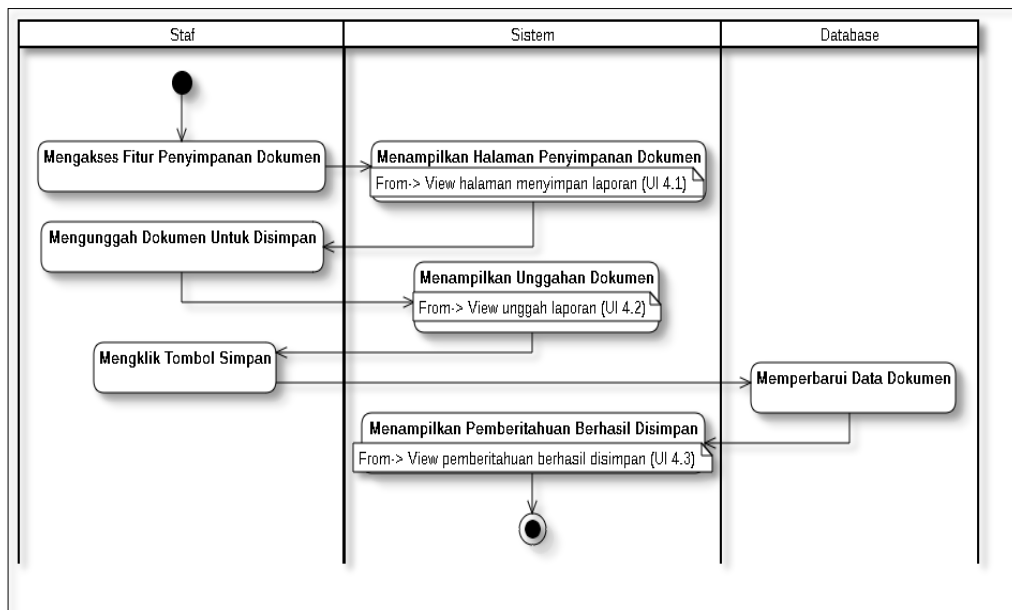 Staf
Sistem
Database
Mengakses Fitur Penyimpanan Dokumen
Menampilkan Halaman Penyimpanan Dokumen
From-> View halaman menyimpan laporan (UI 4.1)
Mengunggah Dokumen Untuk Disimpan
Menampilkan Unggahan Dokumen
From-> View unggah laporan (UI 4.2)
Mengklik Tombol Simpan
Memperbarui Data Dokumen
Menampilkan Pemberitahuan Berhasil Disimpan
From-> View pemberitahuan berhasil disimpan (UI 4.3)